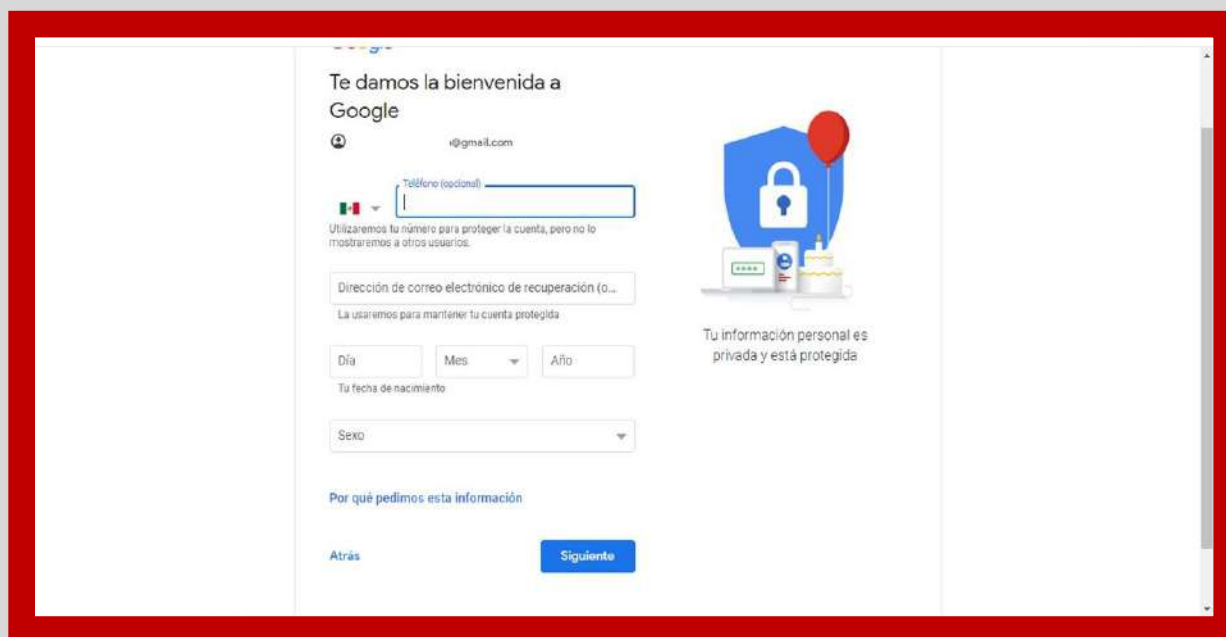 Te damos la bienvenida a
Google
@gmail.com
Teléfono (opcional)
Utilizaremos tu número para proteger la cuenta, pero no lo
mostraremos a otros usuarios.
Dirección de correo electrónico de recuperación (o...
La usaremos para mantener tu cuenta protegida
Día
Mes
Año
Tu fecha de nacimiento
Sexo
Por qué pedimos esta información
Atrás
Siguiente
Tu información personal es
privada y está protegida